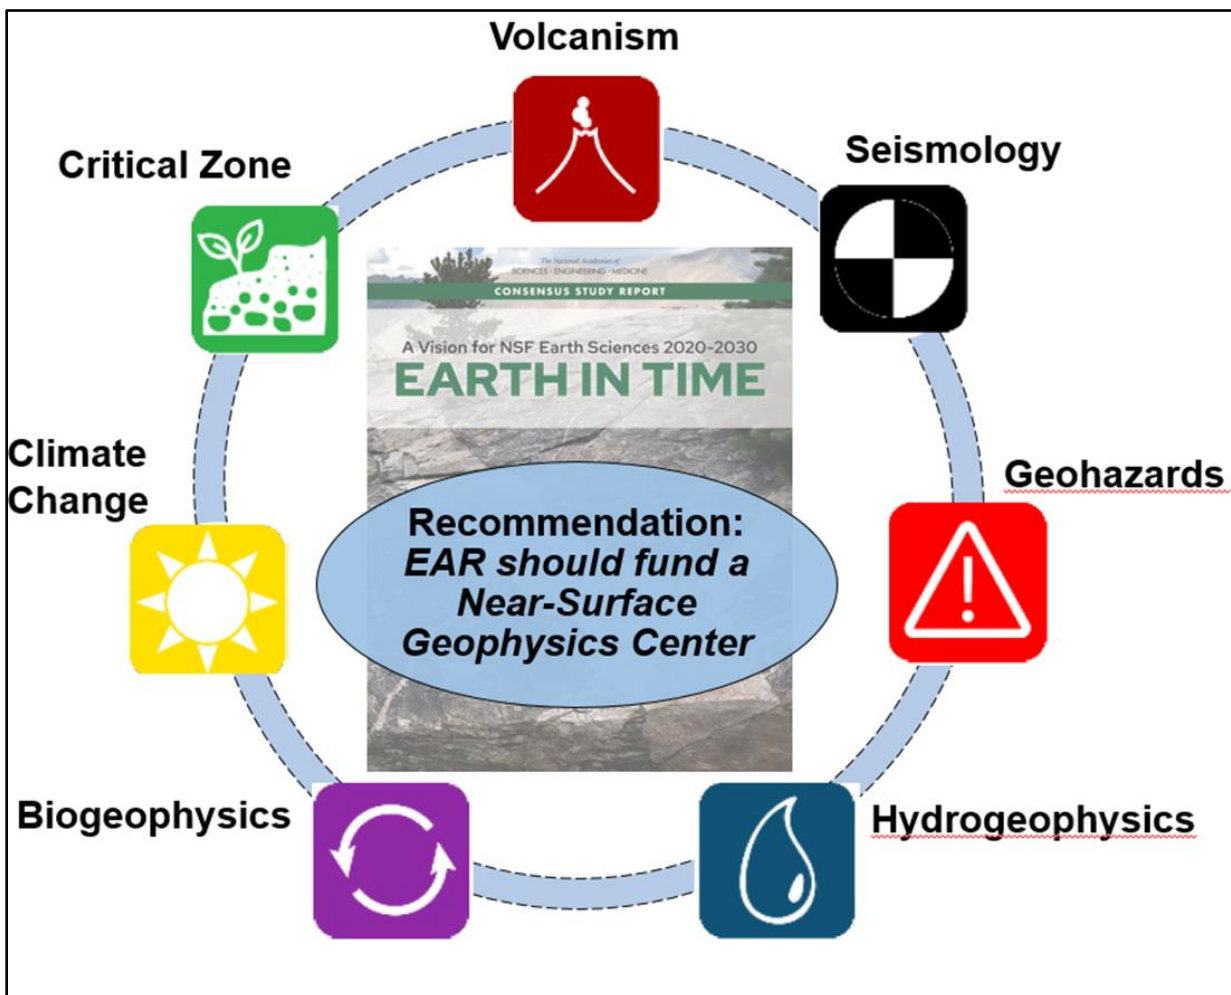 Volcanism
Critical Zone
Seismology
The National Academies of
SCIENCES · ENGINEERING · MEDICINE
CONSENSUS STUDY REPORT
A Vision for NSF Earth Sciences 2020-2030
EARTH IN TIME
Climate
Change
Geohazards
Recommendation:
EAR should fund a
Near-Surface
Geophysics Center
Biogeophysics
Hydrogeophysics